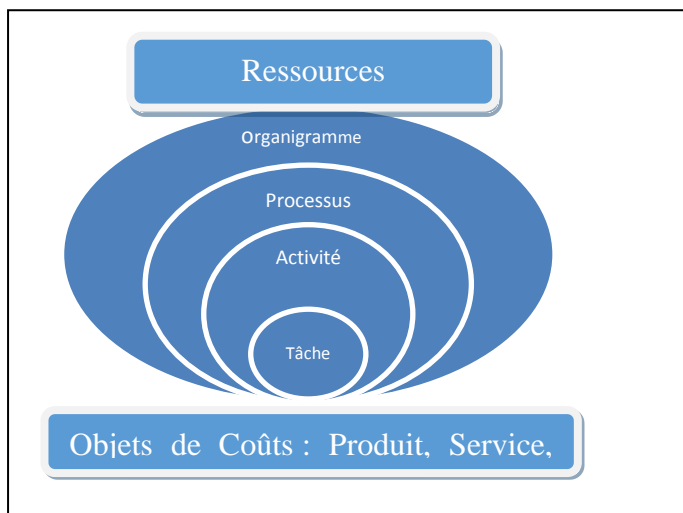 Ressources
organigramme
Processus
Activité
Tâche
Objets de Coûts : Produit, Service,